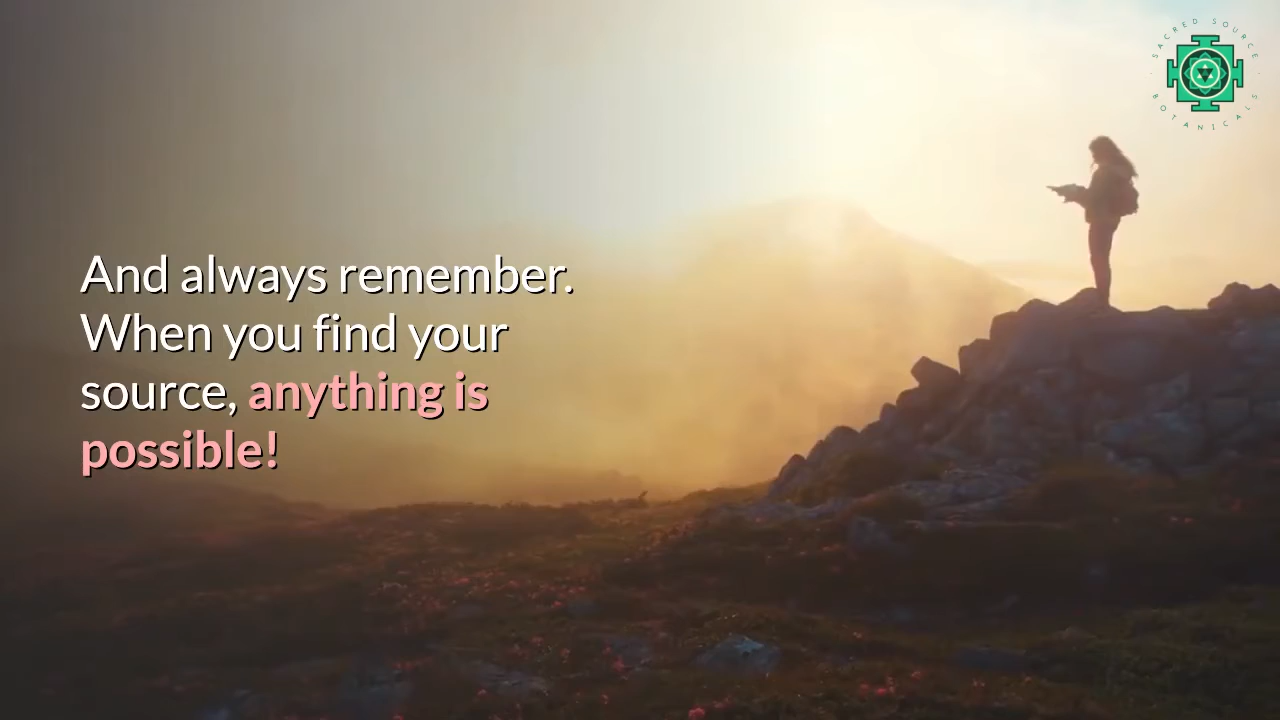 SACRED SOURCE
BOTANICALS
And always remember.
When you find your
source, anything is
possible!